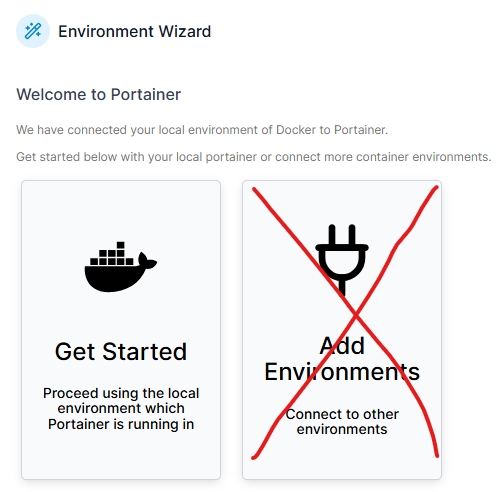 Environment Wizard
Welcome to Portainer
We have connected your local environment of Docker to Portainer.
Get started below with your local portainer or connect more container environments.
Get Started
Proceed using the local
environment which
Portainer is running in
Add
Environments
Connect to other
environments